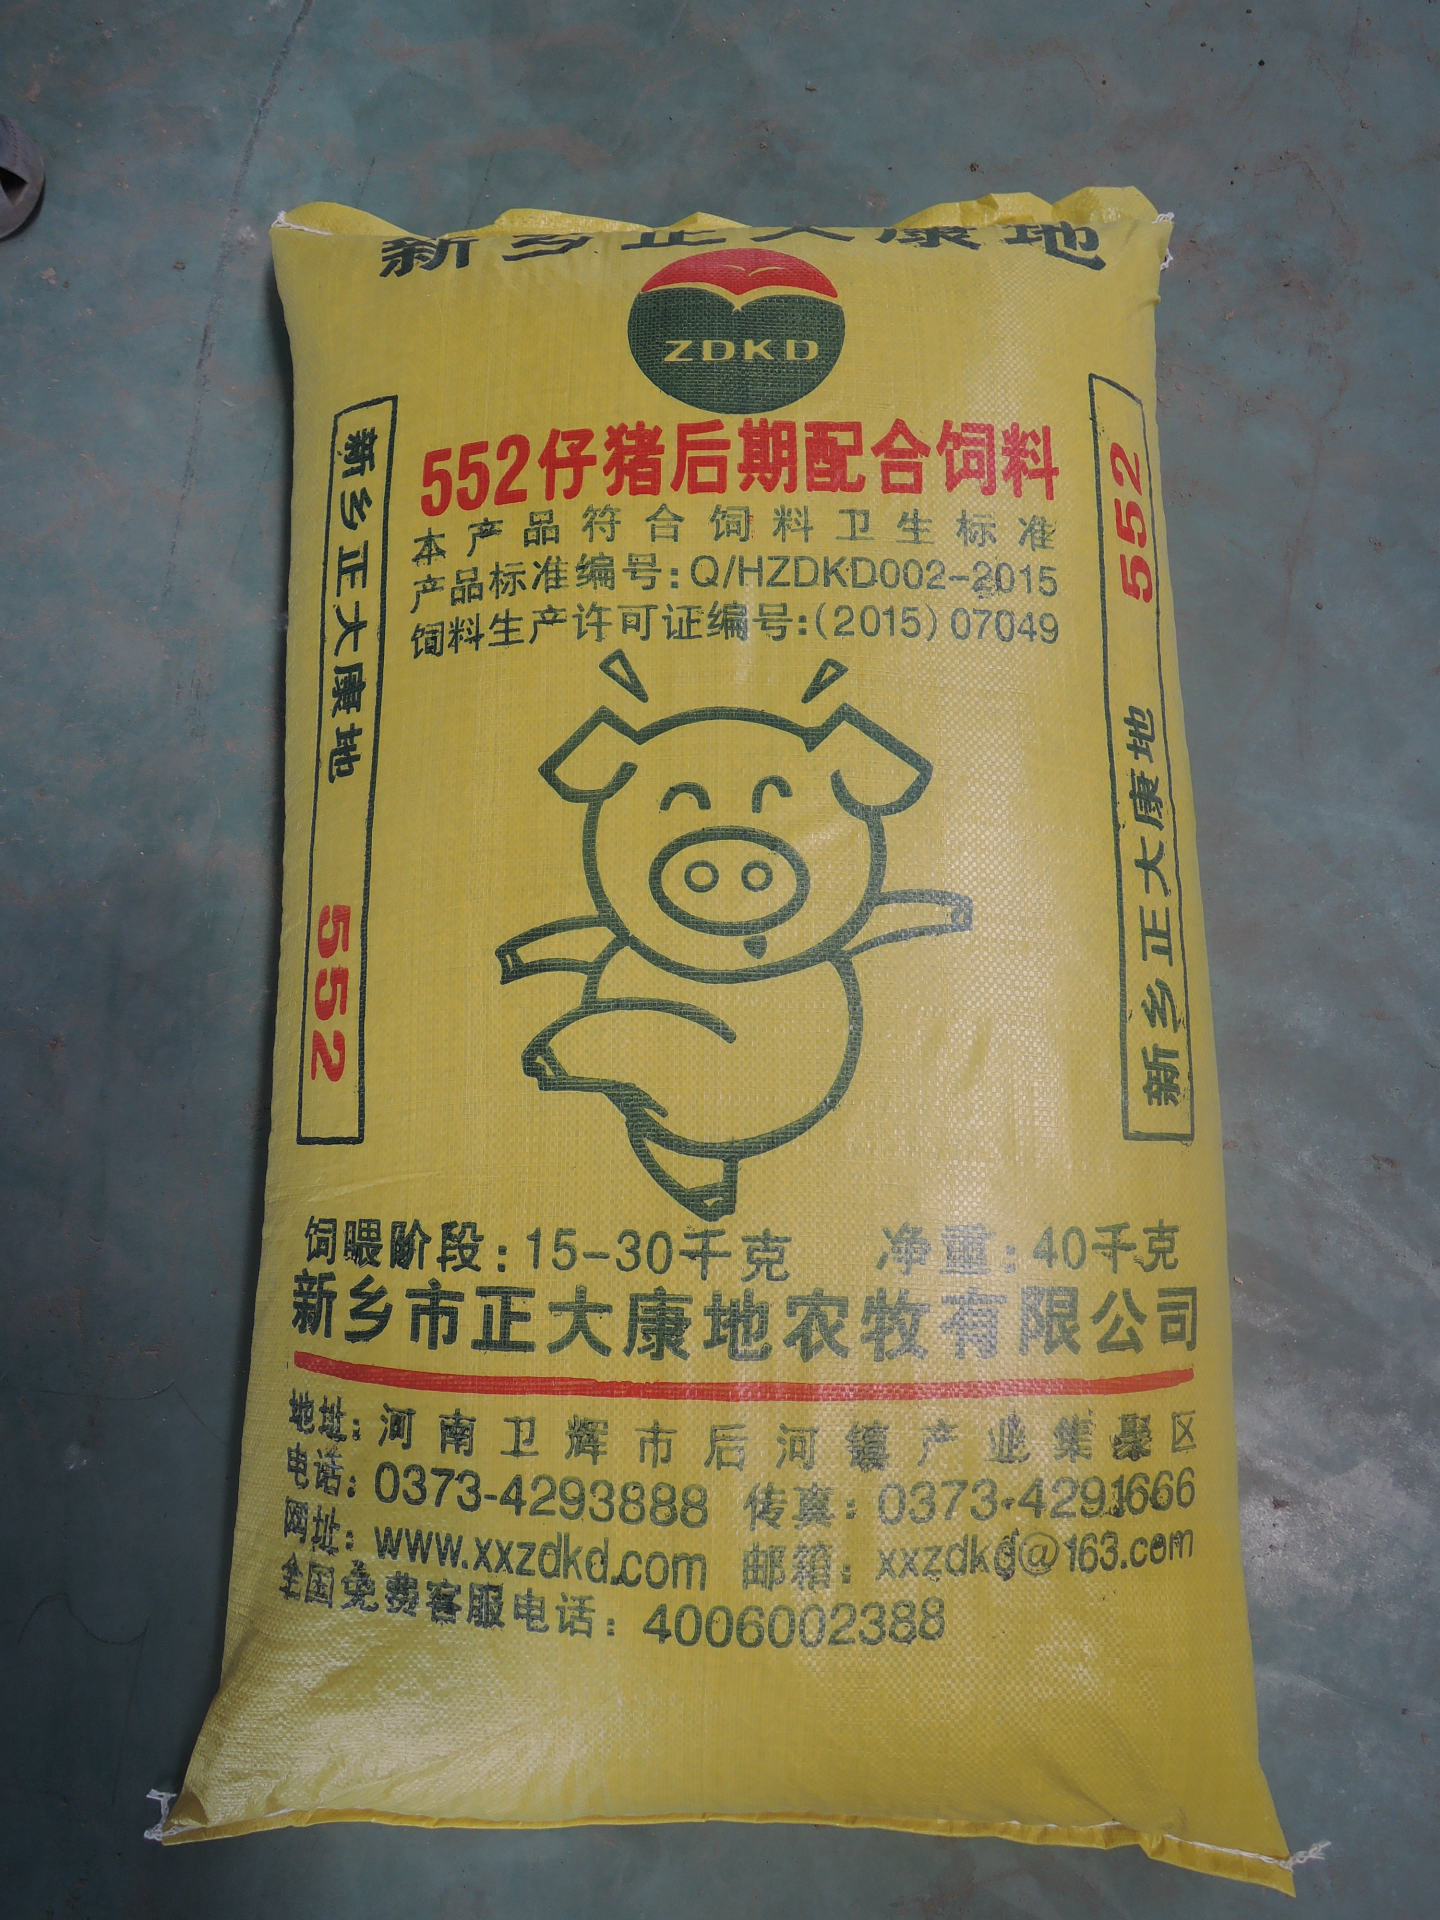 新乡正大康地
ZDKD
552仔猪后期配合饲料
本产品符合饲料卫生标准
产品标准编号:Q/HZDKD002-2015
饲料生产许可证编号:(2015)07049
新乡正大康地 552
新乡正大康地 552
饲喂阶段:15-30千克 净重:40千克
新乡市正大康地农牧有限公司
地址:河南卫辉市后河镇产业集聚区
电话:0373-4293888 传真:0373-4291666
网址:www.xxzdkd.com 邮箱:xxzdkd@163.com
全国免费客服电话:4006002388